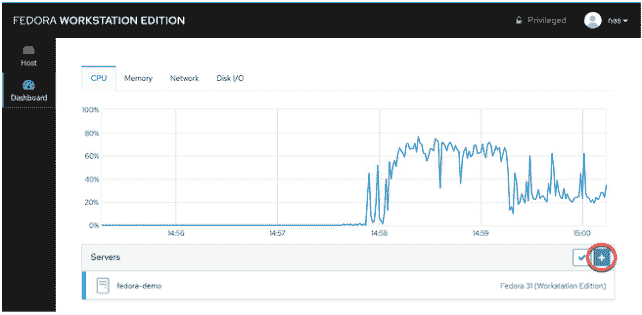 FEDORA WORKSTATION EDITION
Privileged
nas
Host
Dashboard
CPU Memory Network Disk I/O
100%
80%
60%
40%
20%
0%
14:56 14:57 14:58 14:59 15:00
Servers
fedora-demo Fedora 31 (Workstation Edition)